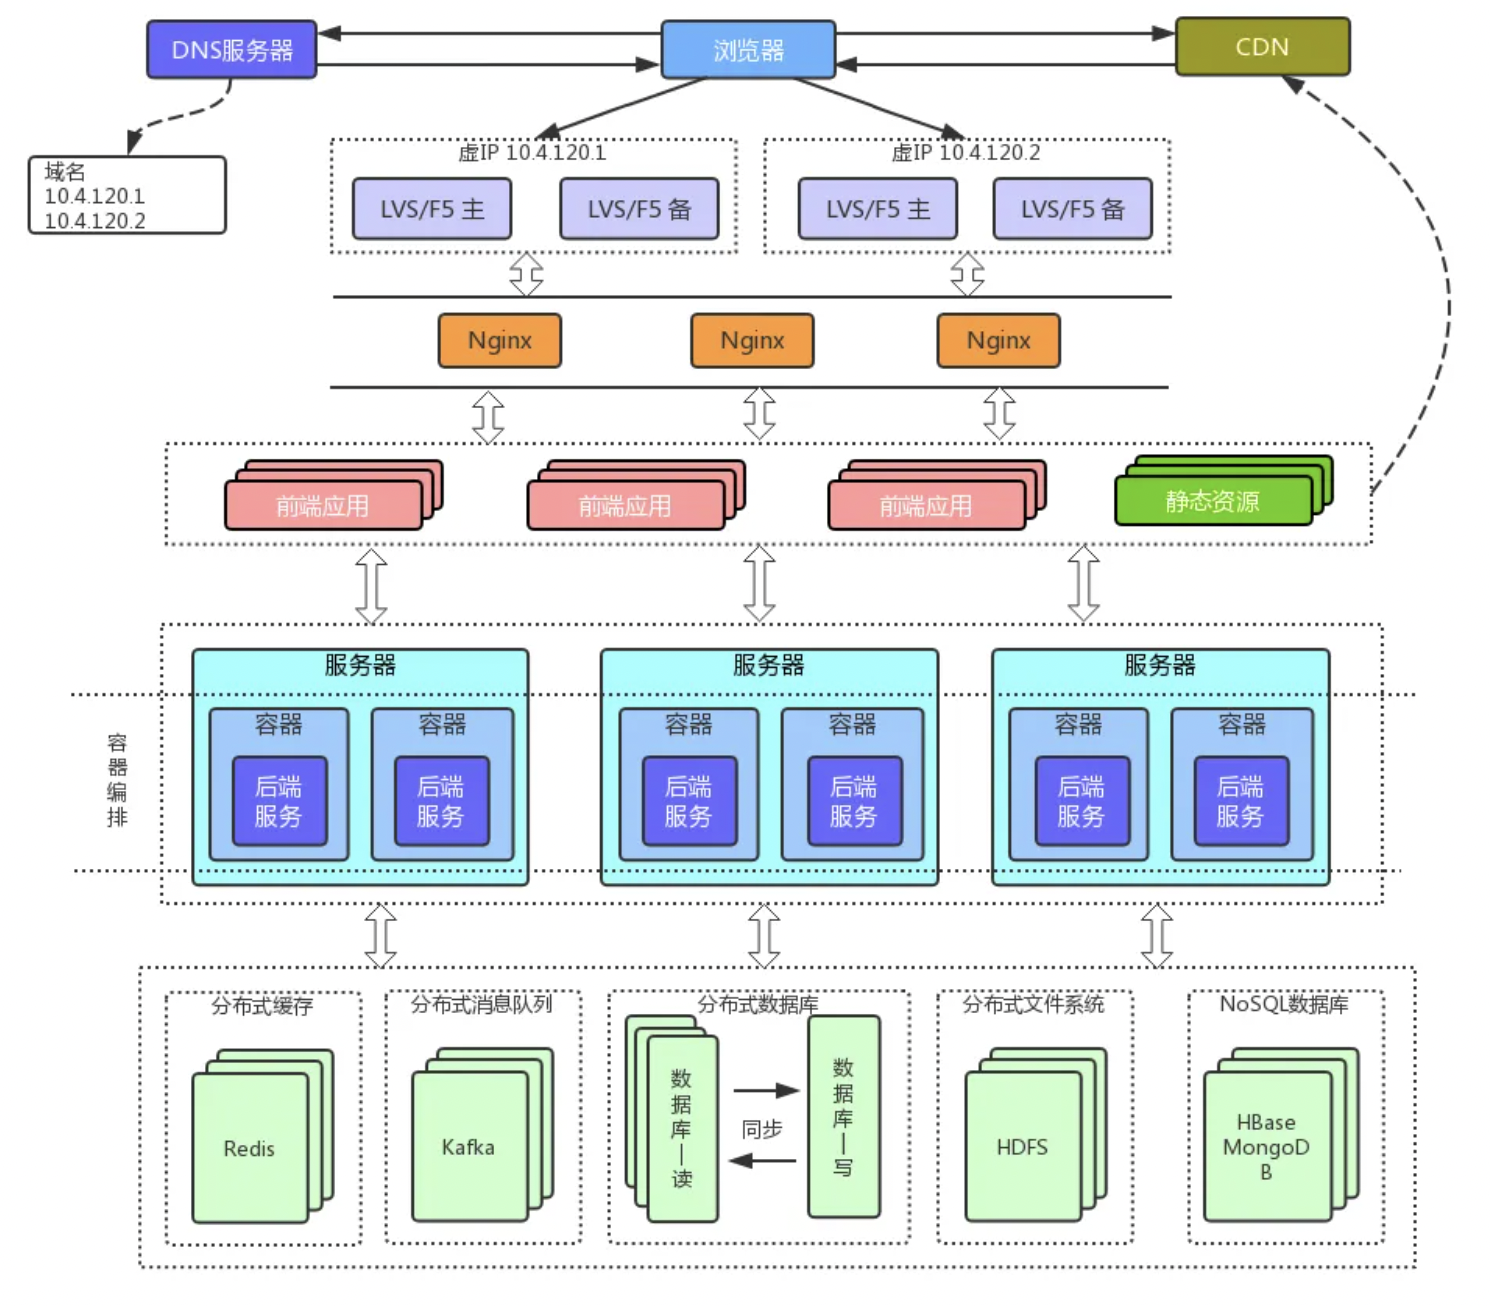 DNS服务器
浏览器
CDN
域名
10.4.120.1
10.4.120.2
虚IP 10.4.120.1
虚IP 10.4.120.2
LVS/F5 主
LVS/F5 备
LVS/F5 主
LVS/F5 备
Nginx
Nginx
Nginx
前端应用
前端应用
前端应用
静态资源
服务器
服务器
服务器
容器编排
容器
容器
容器
容器
容器
容器
后端
服务
后端
服务
后端
服务
后端
服务
后端
服务
后端
服务
分布式缓存
分布式消息队列
分布式数据库
分布式文件系统
NoSQL数据库
Redis
Kafka
数据库—读
同步
数据库—写
HDFS
HBase
MongoD
B